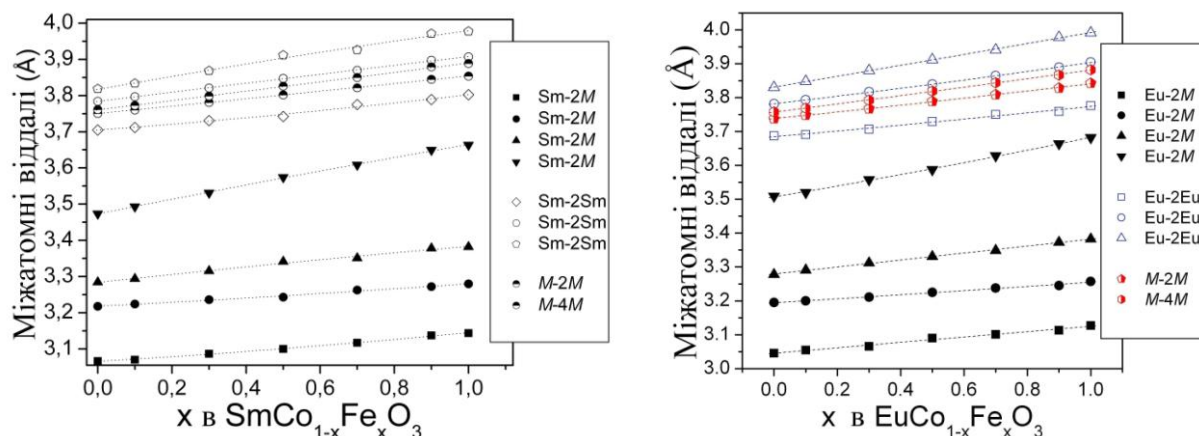 Міжатомні віддалі (Å)
4,0
3,9
3,8
3,7
3,6
3,5
3,4
3,3
3,2
3,1
0,0 0,2 0,4 0,6 0,8 1,0
x в SmCo1-xFexO3
Sm-2M
Sm-2M
Sm-2M
Sm-2M
Sm-2Sm
Sm-2Sm
Sm-2Sm
M-2M
M-4M
Міжатомні віддалі (Å)
4.0
3.9
3.8
3.7
3.6
3.5
3.4
3.3
3.2
3.1
3.0
0.0 0.2 0.4 0.6 0.8 1.0
x в EuCo1-xFexO3
Eu-2M
Eu-2M
Eu-2M
Eu-2M
Eu-2Eu
Eu-2Eu
Eu-2Eu
M-2M
M-4M